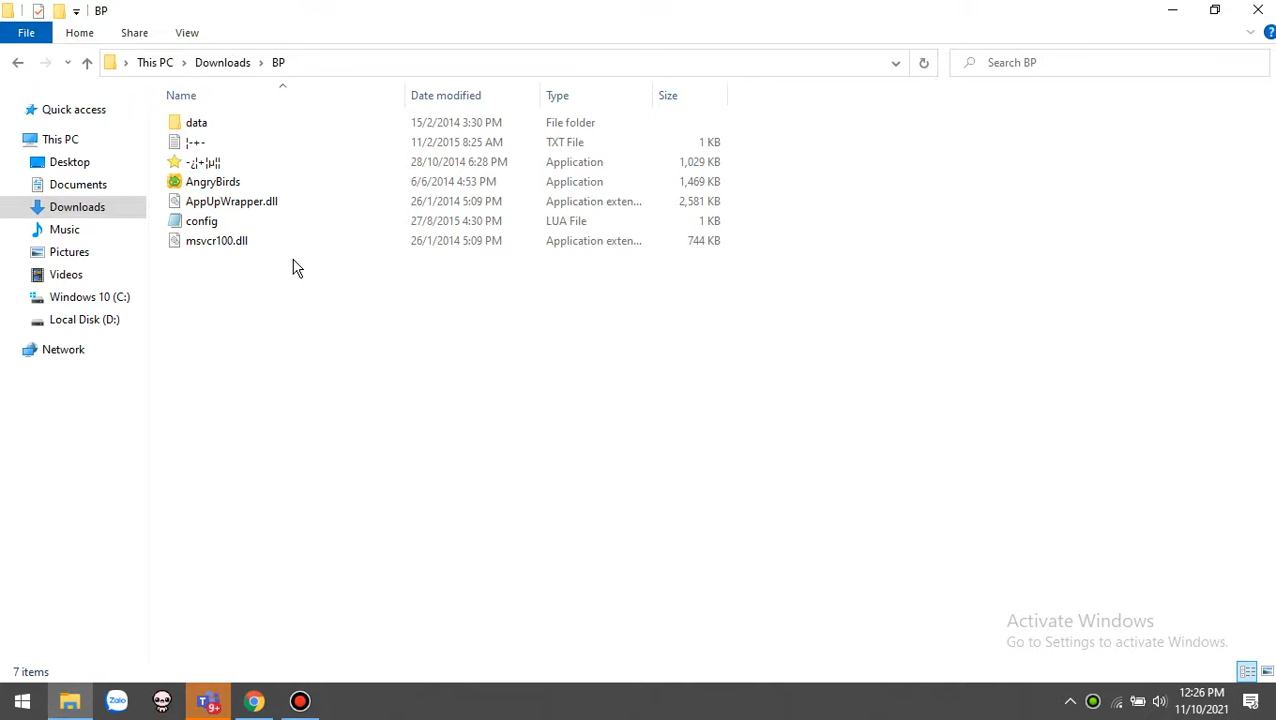 BP
File Home Share View
This PC Downloads BP Search BP
Name Date modified Type Size
Quick access
This PC
Desktop
Documents
Downloads
Music
Pictures
Videos
Windows 10 (C:)
Local Disk (D:)
Network
data 15/2/2014 3:30 PM File folder
¦-+- 11/2/2015 8:25 AM TXT File 1 KB
-¿¦+¦µ¦¦ 28/10/2014 6:28 PM Application 1,029 KB
AngryBirds 6/6/2014 4:53 PM Application 1,469 KB
AppUpWrapper.dll 26/1/2014 5:09 PM Application exten... 2,581 KB
config 27/8/2015 4:30 PM LUA File 1 KB
msvcr100.dll 26/1/2014 5:09 PM Application exten... 744 KB
Activate Windows
Go to Settings to activate Windows.
7 items
Zalo
9+
12:26 PM
11/10/2021